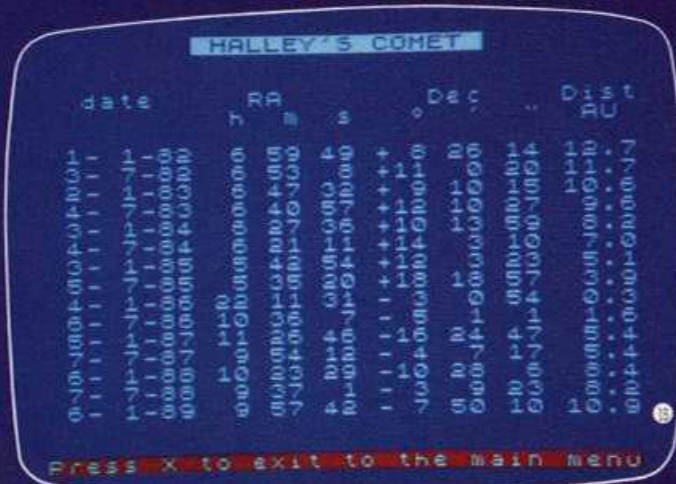 HALLEY'S COMET
date RA Dec Dist
h m s ° ' " AU
1- 1-82 6 59 49 + 8 26 14 12.7
3- 7-82 6 53 8 +11 0 20 11.7
2- 1-83 6 47 32 + 9 10 15 10.6
4- 7-83 6 40 57 +12 10 27 9.6
3- 1-84 6 27 36 +10 13 59 8.2
4- 7-84 6 21 11 +14 3 10 7.0
3- 1-85 5 42 54 +12 3 23 5.1
5- 7-85 5 35 20 +18 18 57 3.9
4- 1-86 22 11 31 - 3 0 54 0.3
6- 7-86 10 36 7 - 5 1 1 1.6
5- 1-87 11 26 46 -16 24 47 5.4
7- 7-87 9 54 12 - 4 7 17 5.4
6- 1-88 10 23 29 -10 28 6 8.4
7- 7-88 9 37 1 - 3 9 23 8.2
6- 1-89 9 57 42 - 7 50 10 10.9
Press X to exit to the main menu